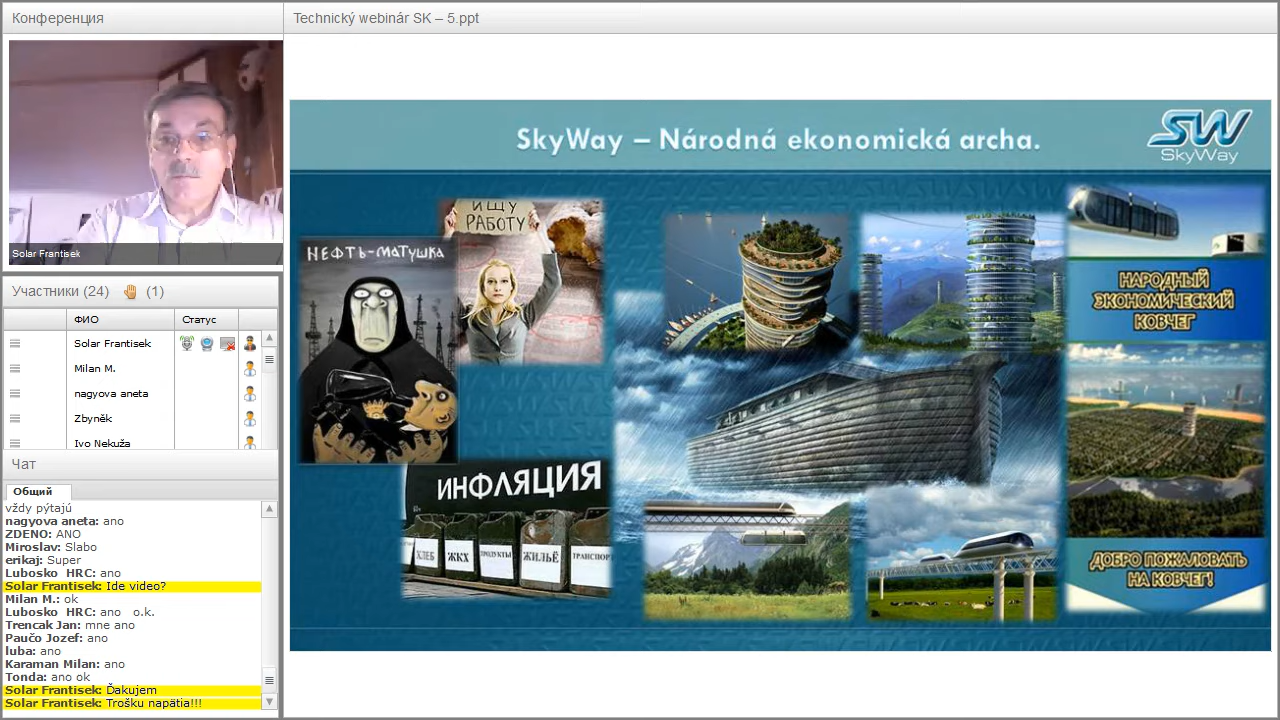 Конференция
Technický webinár SK – 5.ppt
Solar Frantisek
Участники (24) (1)
ФИО Статус
Solar Frantisek
Milan M.
nagyova aneta
Zbyněk
Ivo Nekuža
Чат
Общий
vždy pýtajú
nagyova aneta: ano
ZDENO: ANO
Miroslav: Slabo
erikaj: Super
Lubosko HRC: ano
Solar Frantisek: Ide video?
Milan M.: ok
Lubosko HRC: ano o.k.
Trencak Jan: mne ano
Paučo Jozef: ano
luba: ano
Karaman Milan: ano
Tonda: ano ok
Solar Frantisek: Ďakujem
Solar Frantisek: Trošku napätia!!!
SkyWay – Národná ekonomická archa.
SW
SkyWay
ИЩУ
РАБОТУ
НЕФТЬ-МАТУШКА
ИНФЛЯЦИЯ
ХЛЕБ
ЖКХ
ПРОДУКТЫ
ЖИЛЬЁ
ТРАНСПОРТ
НАРОДНЫЙ
ЭКОНОМИЧЕСКИЙ
КОВЧЕГ
ДОБРО ПОЖАЛОВАТЬ
НА КОВЧЕГ!